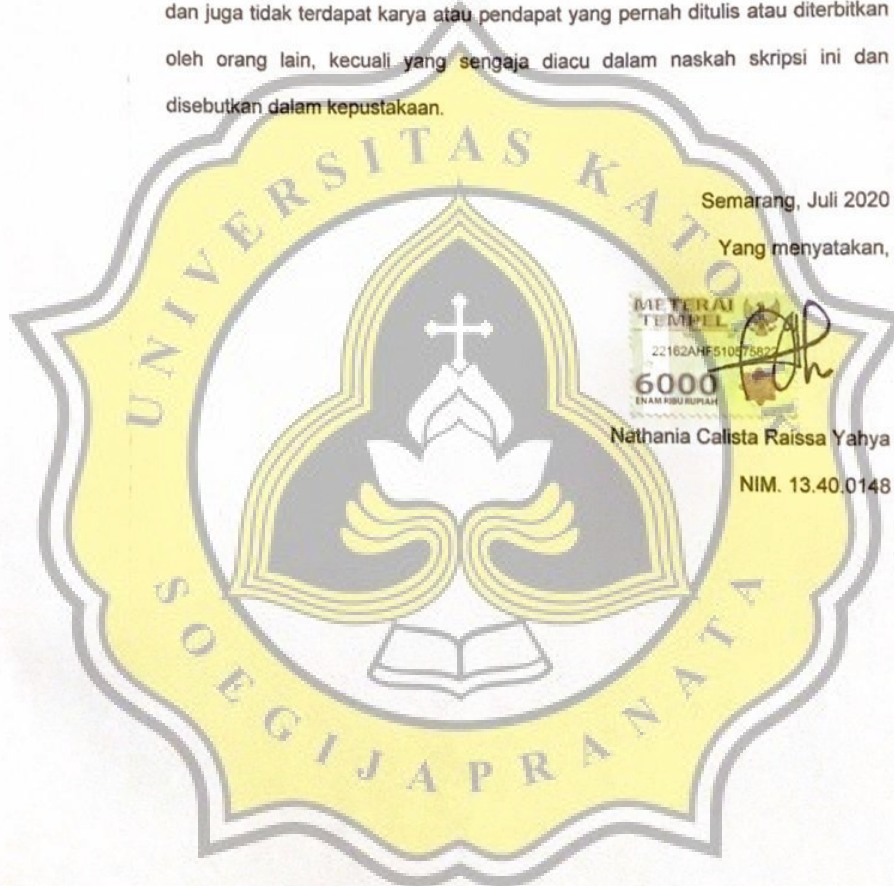 dan juga tidak terdapat karya atau pendapat yang pernah ditulis atau diterbitkan
oleh orang lain, kecuali yang sengaja diacu dalam naskah skripsi ini dan
disebutkan dalam kepustakaan.
UNIVERSITAS KATOLIK
Semarang, Juli 2020
Yang menyatakan,
METERAI
TEMPEL
22162AHF510575822
6000
ENAM RIBU RUPIAH
Nathania Calista Raissa Yahya
NIM. 13.40.0148
SOEGIJAPRANATA